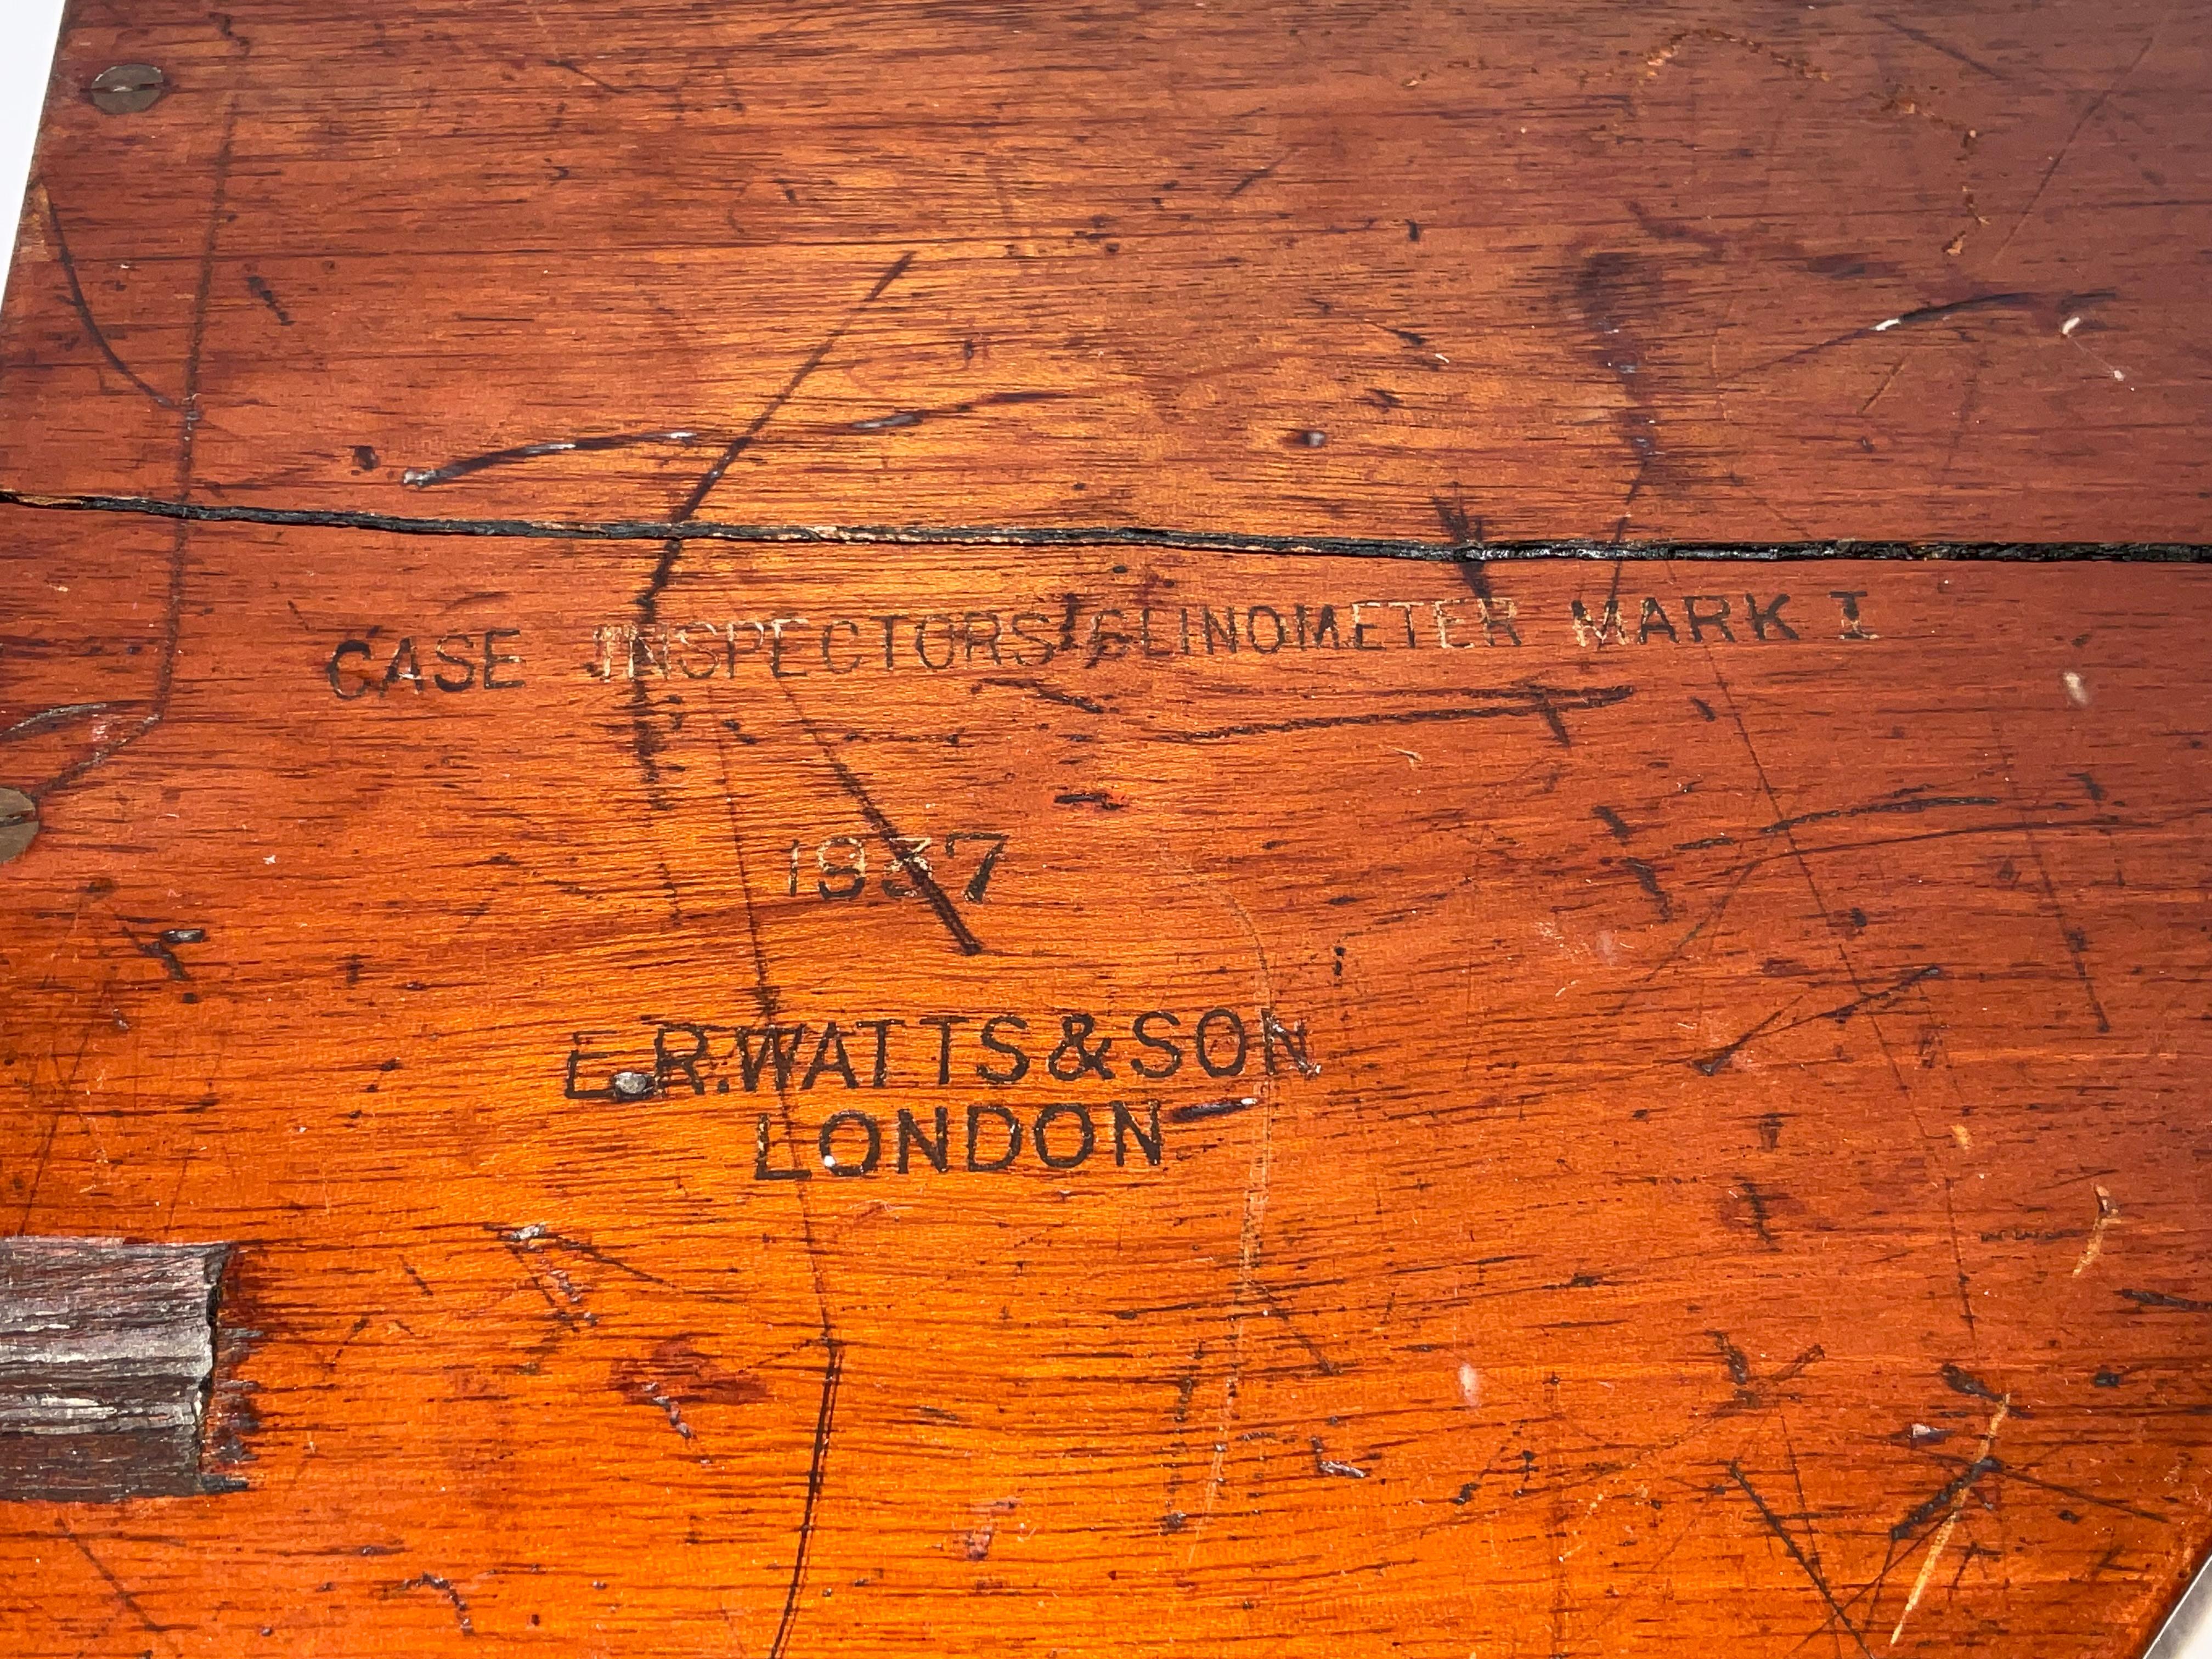 CASE INSPECTORS CLINOMETER MARK I
1937
E.R.WATTS & SON
LONDON